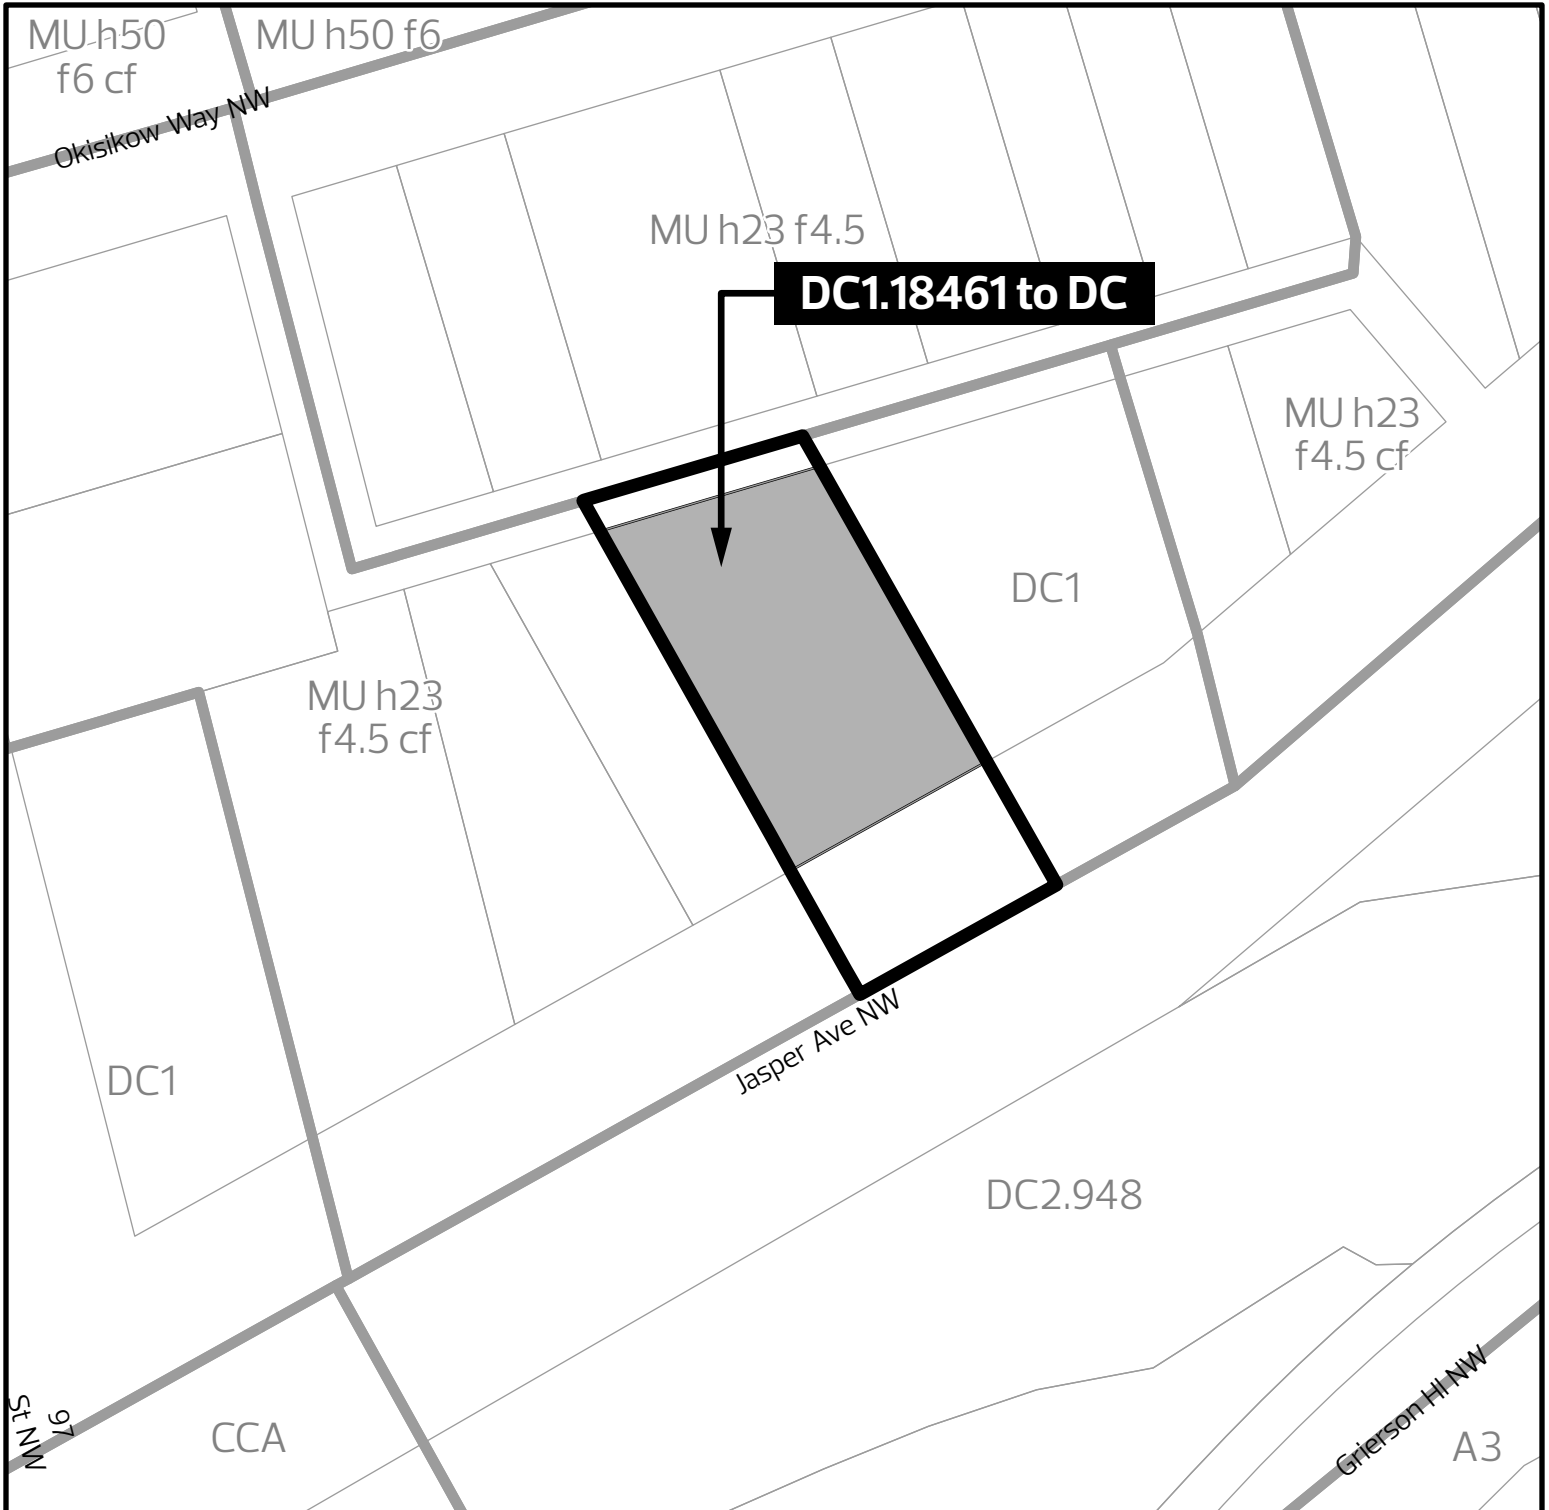 MU h50
f6 cf
MU h50 f6
Okisikow Way NW
MU h23 f4.5
DC1.18461 to DC
MU h23
f4.5 cf
DC1
MU h23
f4.5 cf
Jasper Ave NW
DC1
DC2.948
97
St NW
CCA
Grierson Hl NW
A3